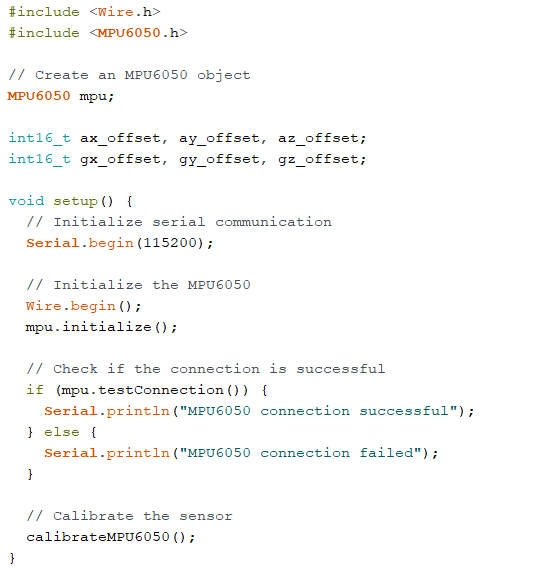 #include <Wire.h>
#include <MPU6050.h>

// Create an MPU6050 object
MPU6050 mpu;

int16_t ax_offset, ay_offset, az_offset;
int16_t gx_offset, gy_offset, gz_offset;

void setup() {
  // Initialize serial communication
  Serial.begin(115200);

  // Initialize the MPU6050
  Wire.begin();
  mpu.initialize();

  // Check if the connection is successful
  if (mpu.testConnection()) {
    Serial.println("MPU6050 connection successful");
  } else {
    Serial.println("MPU6050 connection failed");
  }

  // Calibrate the sensor
  calibrateMPU6050();
}